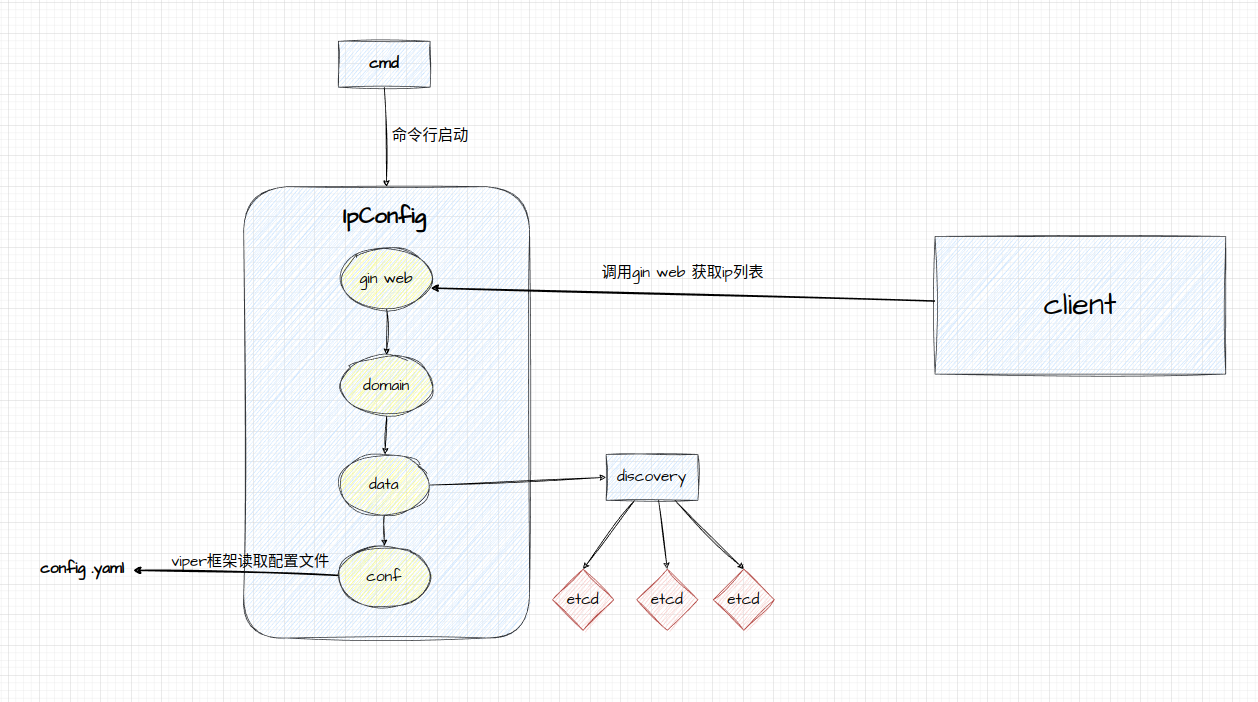 cmd
命令行启动
IpConfig
gin web
调用gin web 获取ip列表
client
domain
data
discovery
viper框架读取配置文件
config .yaml
conf
etcd
etcd
etcd